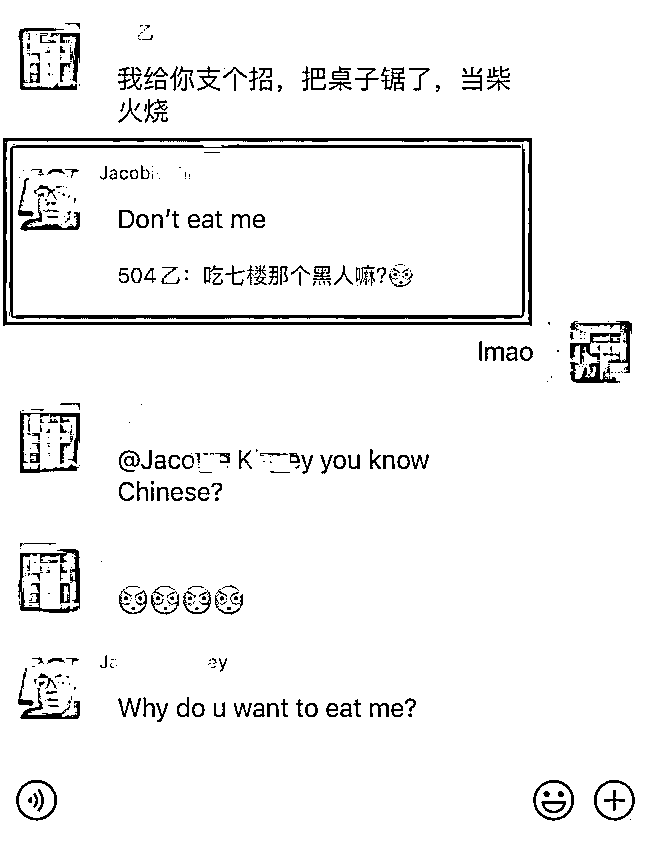 乙
我给你支个招，把桌子锯了，当柴
火烧
Jacobi
Don't eat me
504乙：吃七楼那个黑人嘛?😡
lmao
@Jaco K ey you know
Chinese?
😳😳😳😳
Ja ey
Why do u want to eat me?